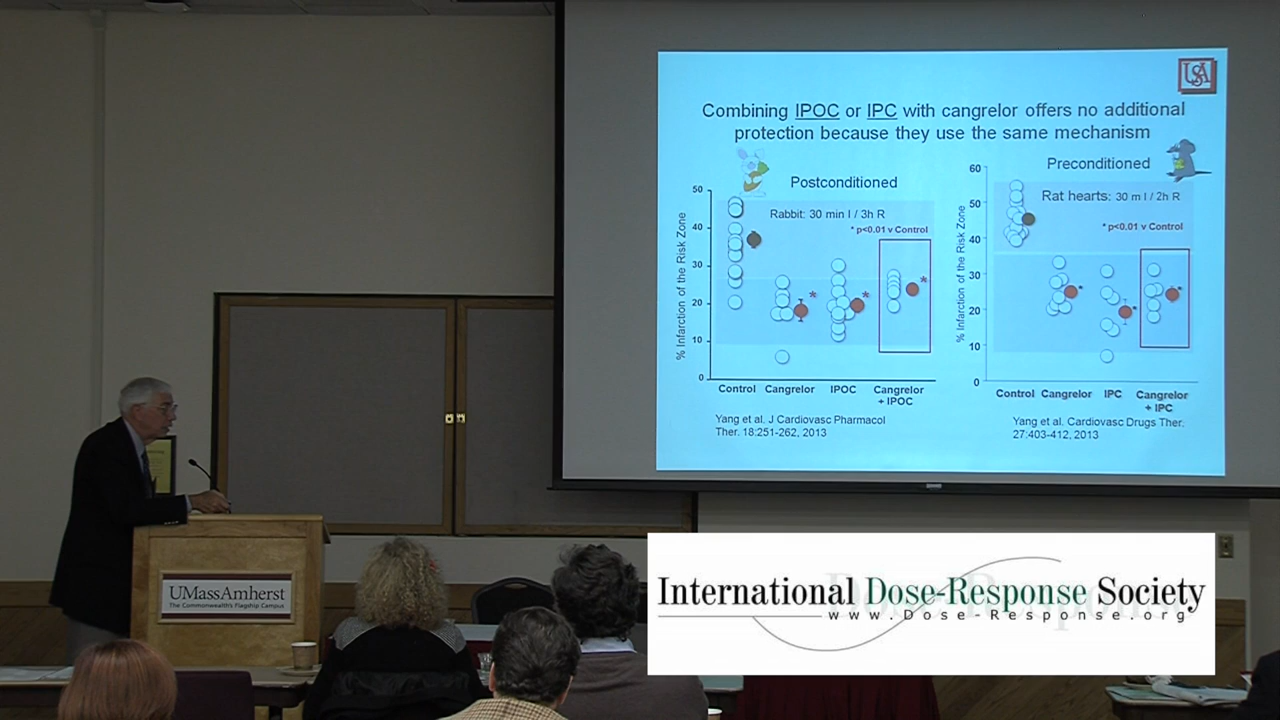 USA
Combining IPOC or IPC with cangrelor offers no additional
protection because they use the same mechanism
Postconditioned
Rabbit: 30 min I / 3h R
* p<0.01 v Control
% Infarction of the Risk Zone
50
40
30
20
10
0
*
*
*
Control
Cangrelor
IPOC
Cangrelor
+ IPOC
Yang et al. J Cardiovasc Pharmacol
Ther. 18:251-262, 2013
Preconditioned
Rat hearts: 30 m I / 2h R
* p<0.01 v Control
% Infarction of the Risk Zone
60
50
40
30
20
10
0
*
*
*
Control
Cangrelor
IPC
Cangrelor
+ IPC
Yang et al. Cardiovasc Drugs Ther.
27:403-412, 2013
UMassAmherst
The Commonwealth's Flagship Campus
International Dose-Response Society
www.Dose-Response.org